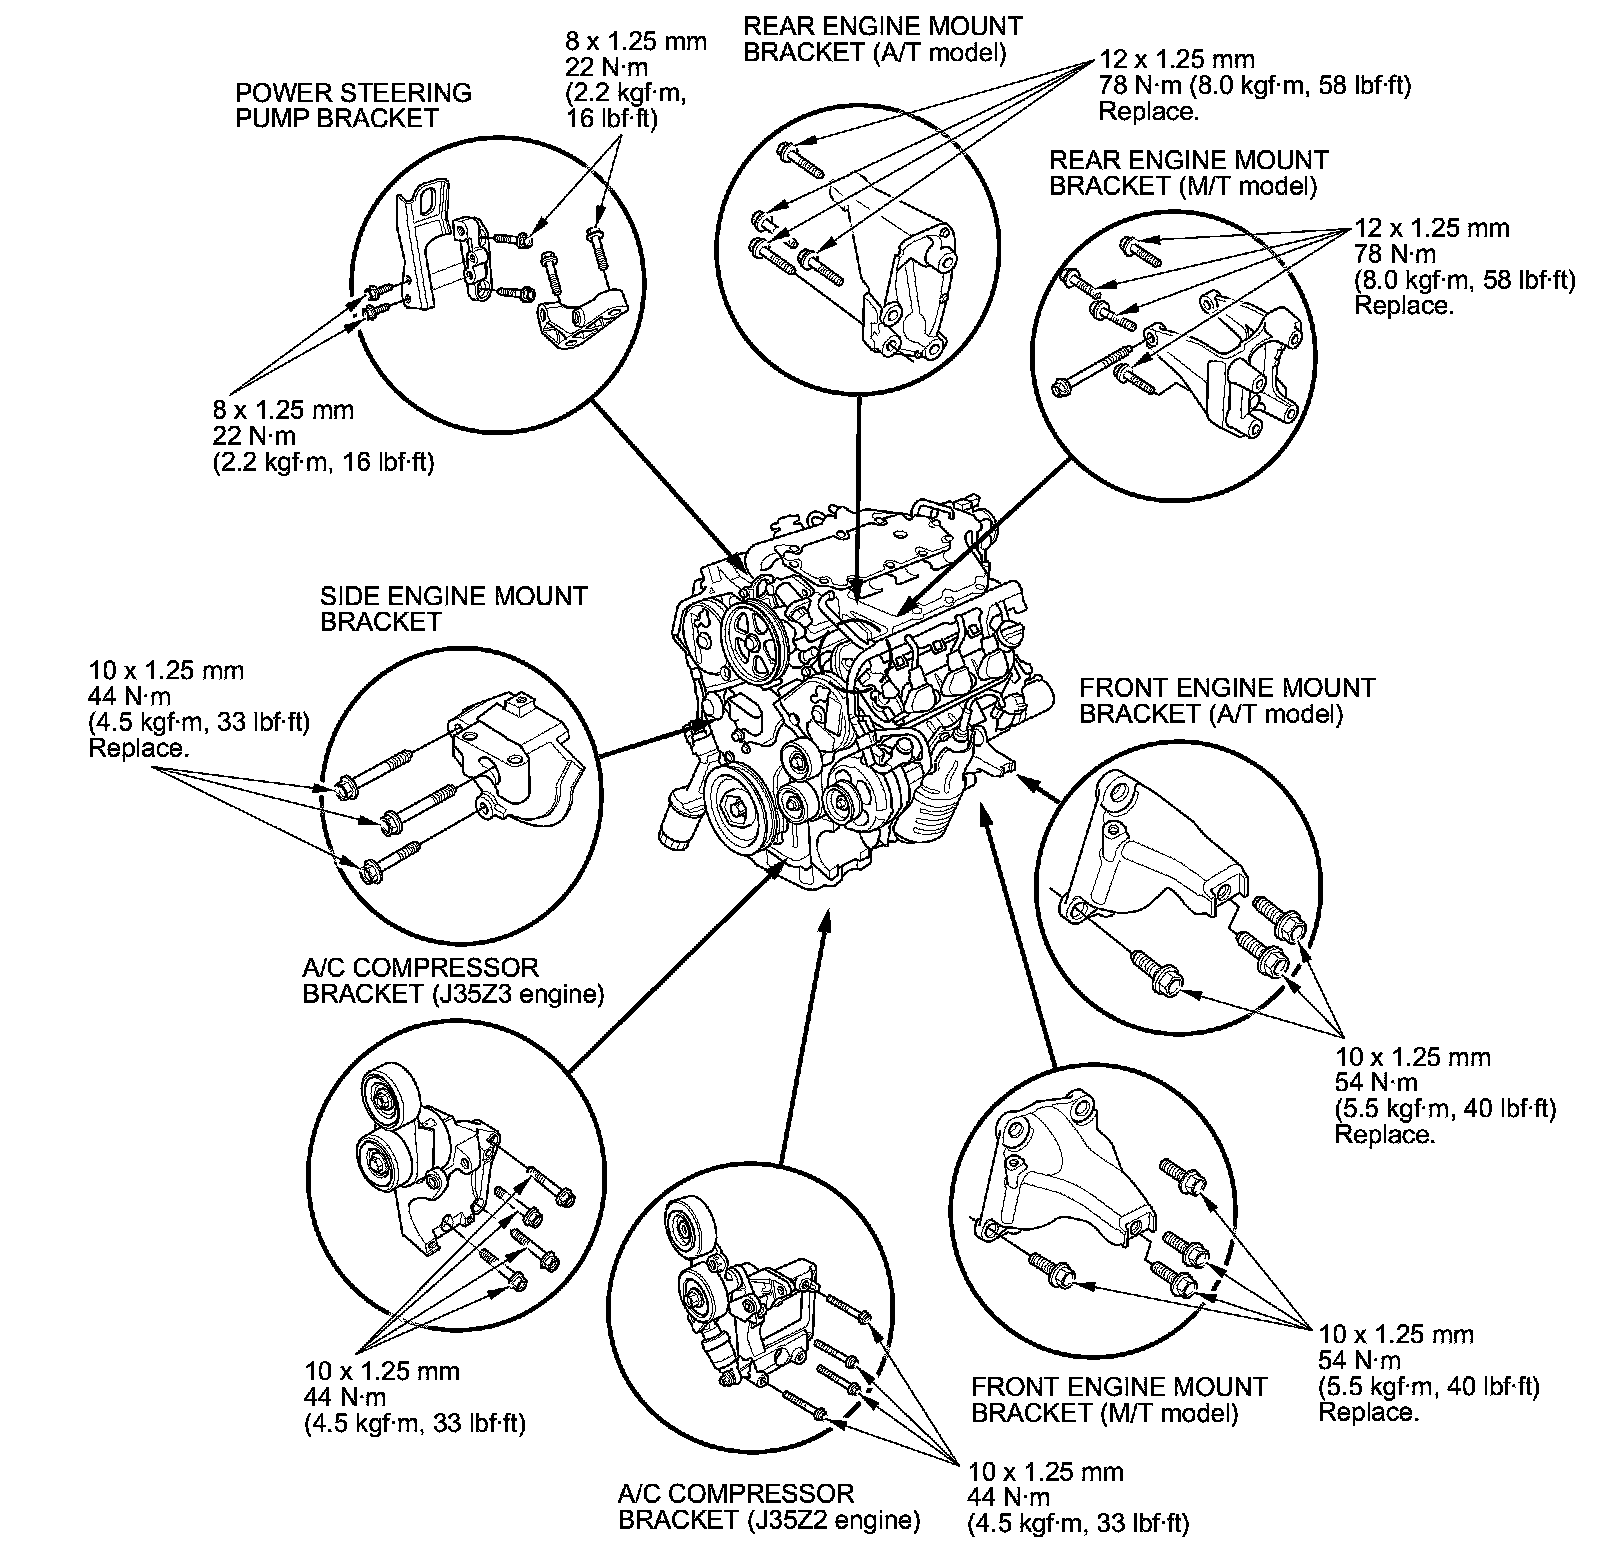 REAR ENGINE MOUNT
BRACKET (A/T model)
8 x 1.25 mm
22 N·m
(2.2 kgf·m,
16 lbf·ft)
12 x 1.25 mm
78 N·m (8.0 kgf·m, 58 lbf·ft)
Replace.
POWER STEERING
PUMP BRACKET
REAR ENGINE MOUNT
BRACKET (M/T model)
12 x 1.25 mm
78 N·m
(8.0 kgf·m, 58 lbf·ft)
Replace.
8 x 1.25 mm
22 N·m
(2.2 kgf·m, 16 lbf·ft)
SIDE ENGINE MOUNT
BRACKET
10 x 1.25 mm
44 N·m
(4.5 kgf·m, 33 lbf·ft)
Replace.
FRONT ENGINE MOUNT
BRACKET (A/T model)
A/C COMPRESSOR
BRACKET (J35Z3 engine)
10 x 1.25 mm
54 N·m
(5.5 kgf·m, 40 lbf·ft)
Replace.
10 x 1.25 mm
44 N·m
(4.5 kgf·m, 33 lbf·ft)
10 x 1.25 mm
54 N·m
(5.5 kgf·m, 40 lbf·ft)
Replace.
FRONT ENGINE MOUNT
BRACKET (M/T model)
A/C COMPRESSOR
BRACKET (J35Z2 engine)
10 x 1.25 mm
44 N·m
(4.5 kgf·m, 33 lbf·ft)